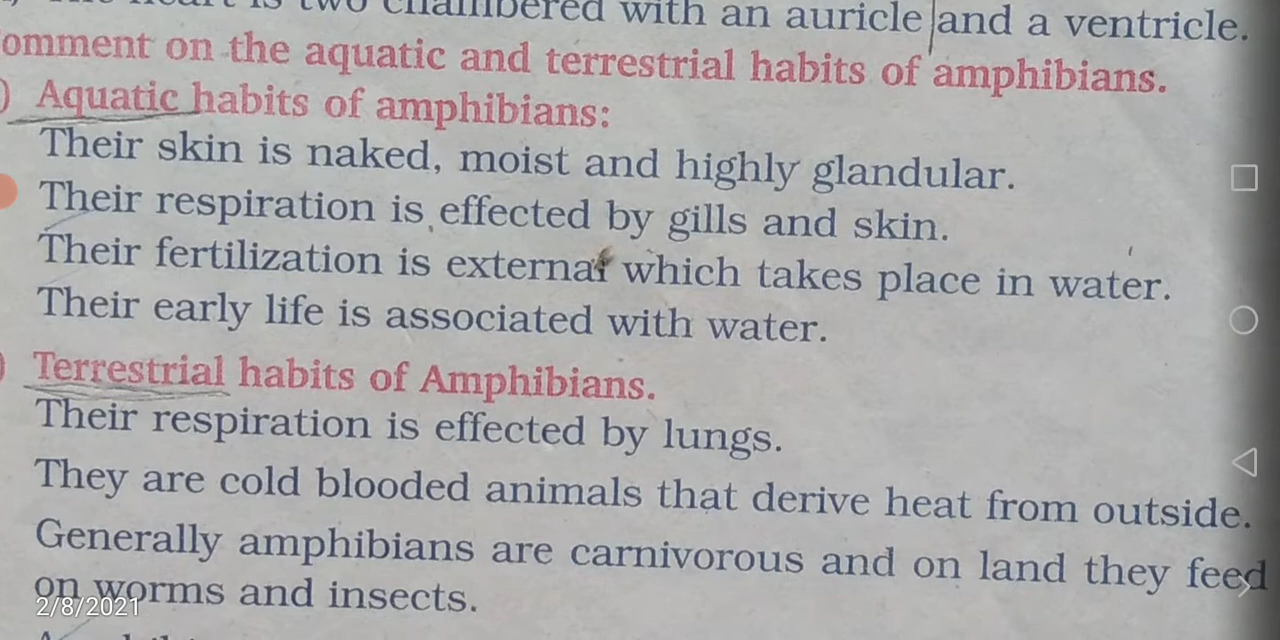 heart is two chambered with an auricle and a ventricle.
omment on the aquatic and terrestrial habits of amphibians.
) Aquatic habits of amphibians:
Their skin is naked, moist and highly glandular.
Their respiration is effected by gills and skin.
Their fertilization is external which takes place in water.
Their early life is associated with water.
) Terrestrial habits of Amphibians.
Their respiration is effected by lungs.
They are cold blooded animals that derive heat from outside.
Generally amphibians are carnivorous and on land they feed
on worms and insects.
2/8/2021